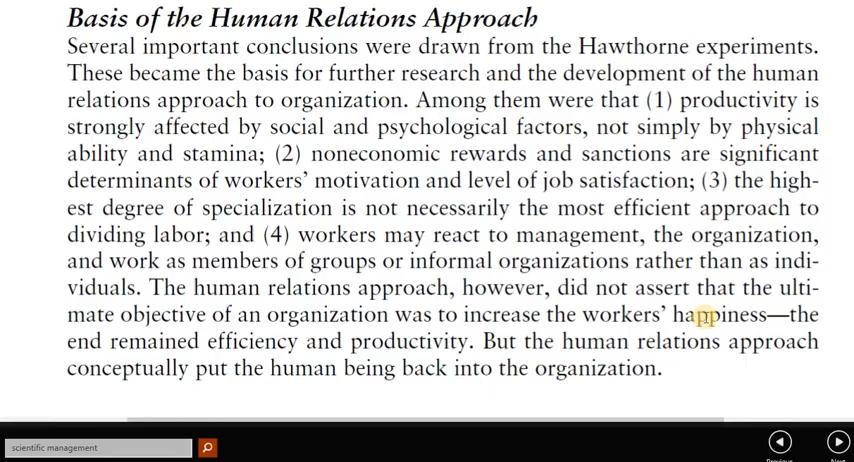 Basis of the Human Relations Approach
Several important conclusions were drawn from the Hawthorne experiments.
These became the basis for further research and the development of the human
relations approach to organization. Among them were that (1) productivity is
strongly affected by social and psychological factors, not simply by physical
ability and stamina; (2) noneconomic rewards and sanctions are significant
determinants of workers’ motivation and level of job satisfaction; (3) the high-
est degree of specialization is not necessarily the most efficient approach to
dividing labor; and (4) workers may react to management, the organization,
and work as members of groups or informal organizations rather than as indi-
viduals. The human relations approach, however, did not assert that the ulti-
mate objective of an organization was to increase the workers’ happiness—the
end remained efficiency and productivity. But the human relations approach
conceptually put the human being back into the organization.
scientific management
Previous
Next